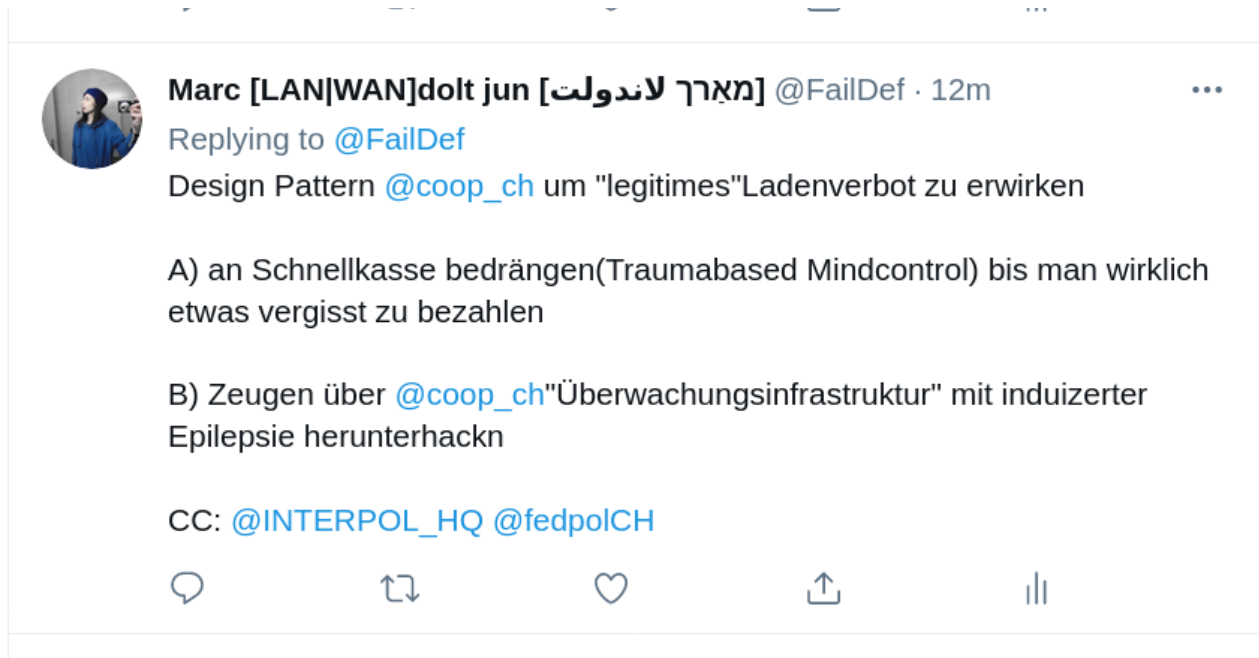 Marc [LAN|WAN]dolt jun [מאַרך لاندولت] @FailDef · 12m
Replying to @FailDef
Design Pattern @coop_ch um "legitimes"Ladenverbot zu erwirken
A) an Schnellkasse bedrängen(Traumabased Mindcontrol) bis man wirklich
etwas vergisst zu bezahlen
B) Zeugen über @coop_ch"Überwachungsinfrastruktur" mit induizerter
Epilepsie herunterhackn
CC: @INTERPOL_HQ @fedpolCH